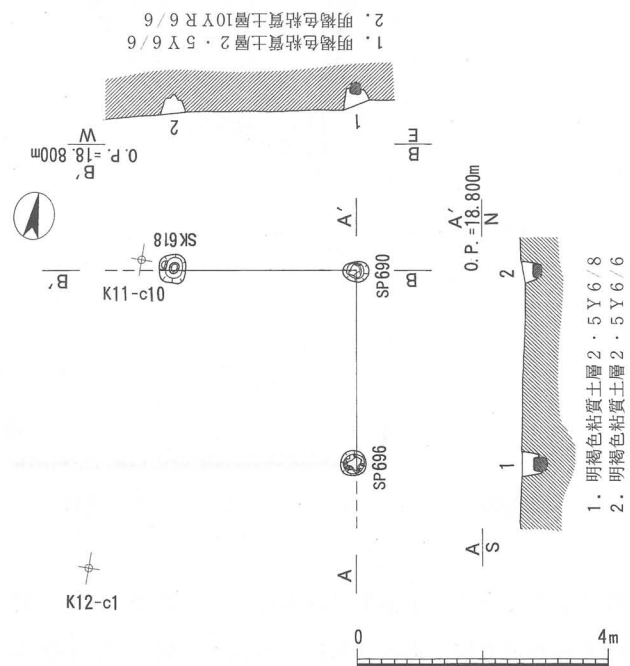 1. 明褐色粘質土層2・5Y6/6
2. 明褐色粘質土層10YR6/6
2
1
B'
W
O.P.=18.800m
B
E
SK618
K11-c10
B'
B
SP690
A'
A'
N
O.P.=18.800m
2
1
SP696
A
A
S
1. 明褐色粘質土層2・5Y6/8
2. 明褐色粘質土層2・5Y6/6
K12-c1
0
4m